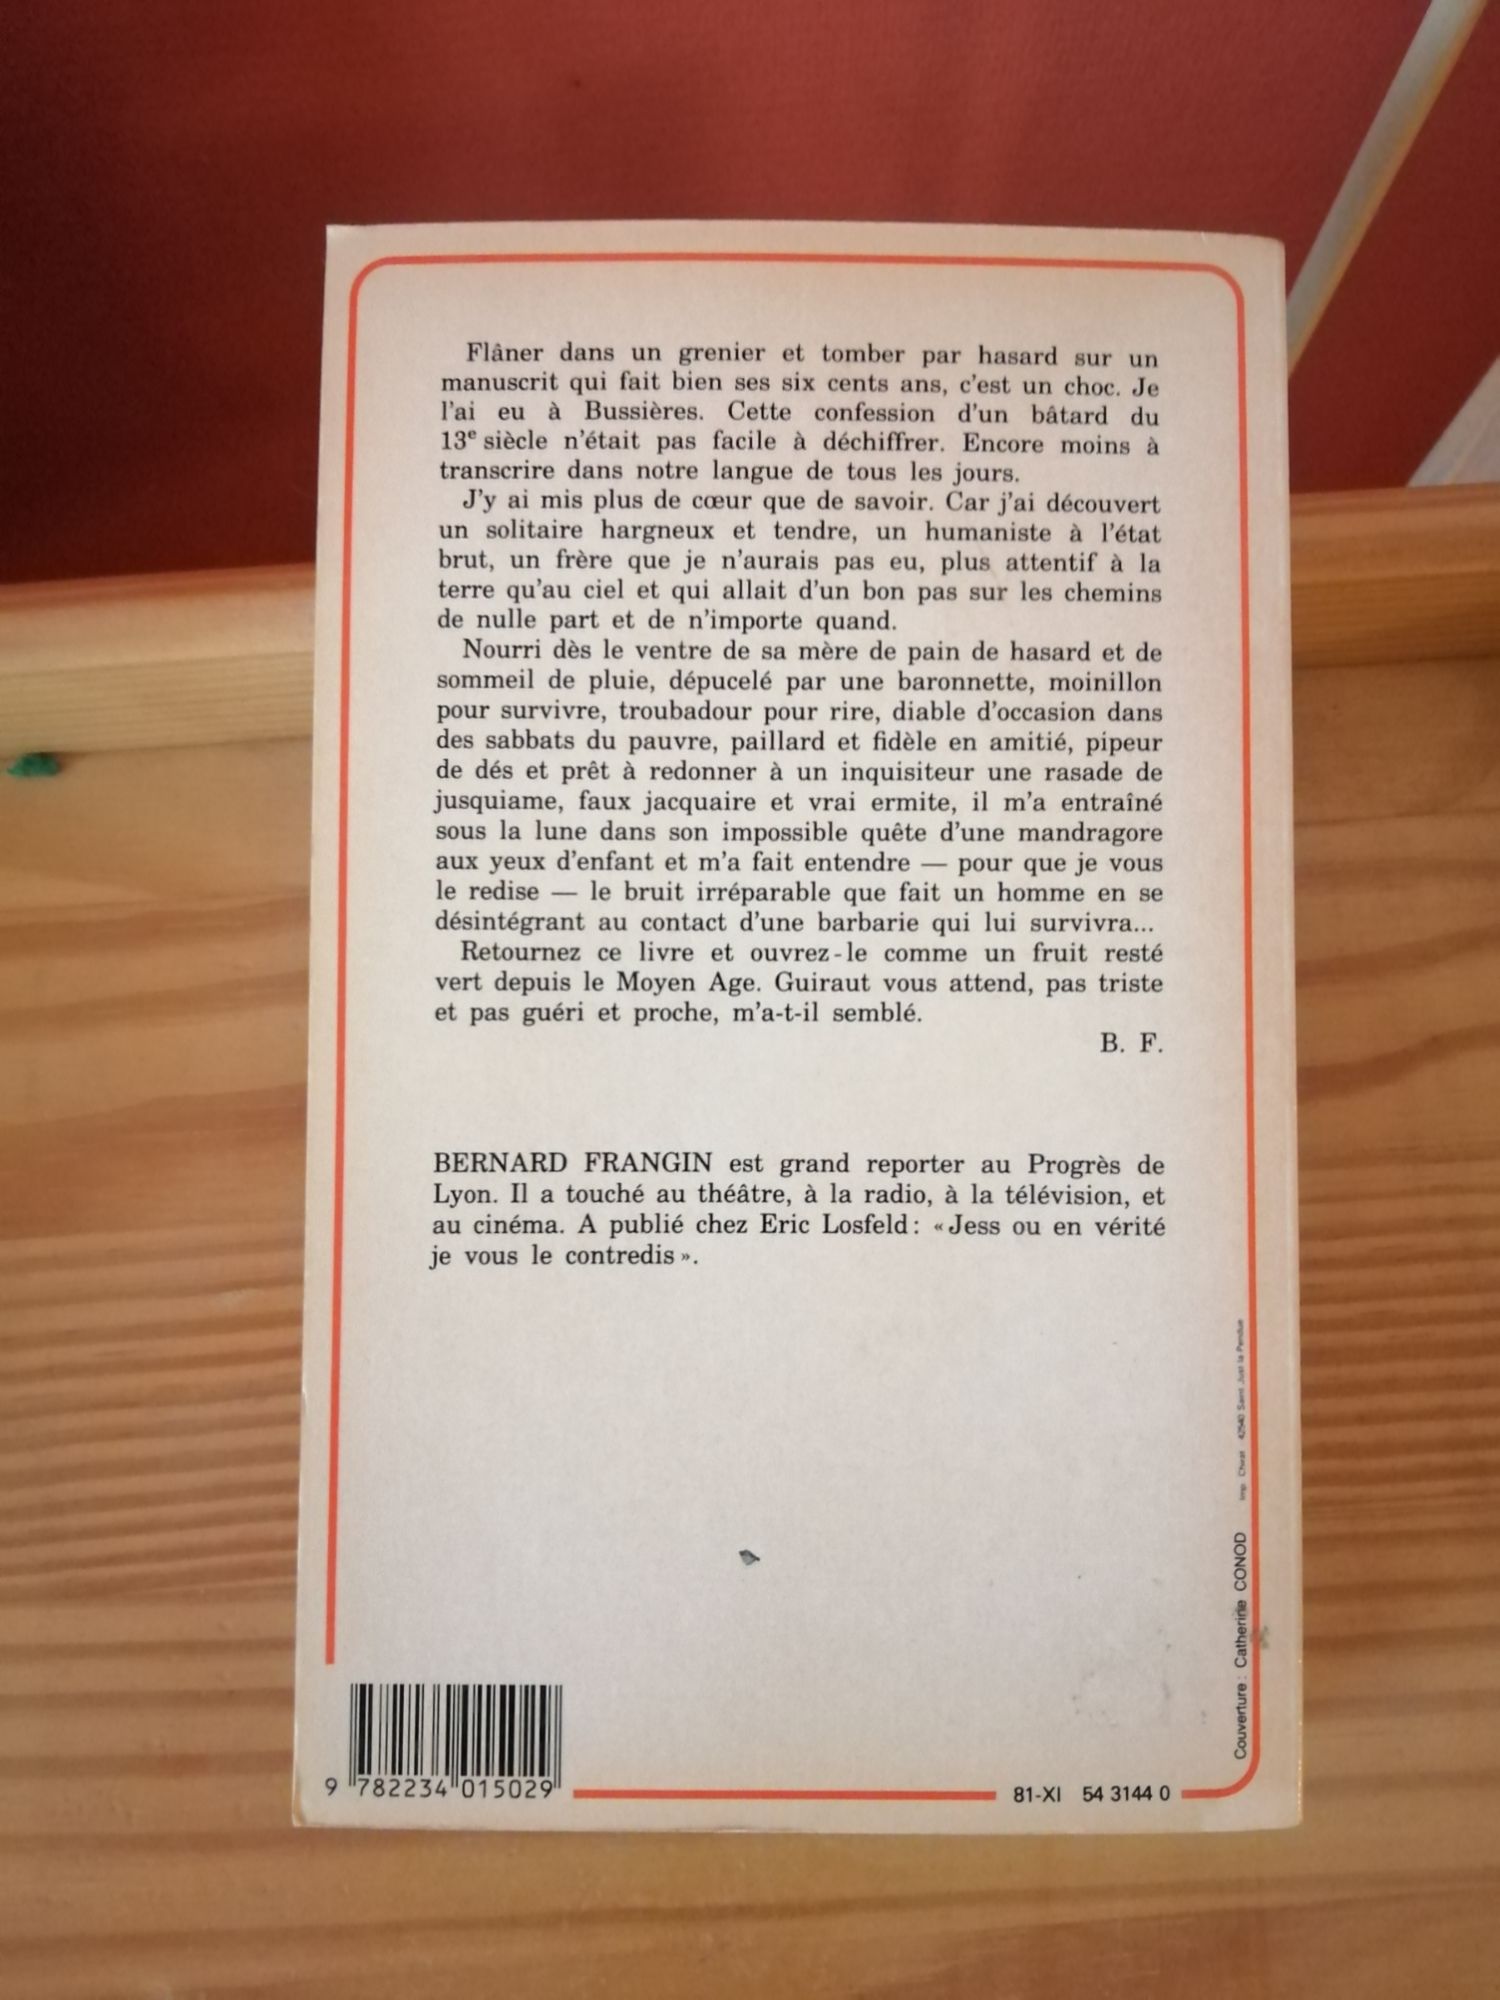 Flâner dans un grenier et tomber par hasard sur un
manuscrit qui fait bien ses six cents ans, c'est un choc. Je
l'ai eu à Bussières. Cette confession d'un bâtard du
13e siècle n'était pas facile à déchiffrer. Encore moins à
transcrire dans notre langue de tous les jours.
J'y ai mis plus de cœur que de savoir. Car j'ai découvert
un solitaire hargneux et tendre, un humaniste à l'état
brut, un frère que je n'aurais pas eu, plus attentif à la
terre qu'au ciel et qui allait d'un bon pas sur les chemins
de nulle part et de n'importe quand.
Nourri dès le ventre de sa mère de pain de hasard et de
sommeil de pluie, dépucelé par une baronnette, moinillon
pour survivre, troubadour pour rire, diable d'occasion dans
des sabbats du pauvre, paillard et fidèle en amitié, pipeur
de dés et prêt à redonner à un inquisiteur une rasade de
jusquiame, faux jacquaire et vrai ermite, il m'a entraîné
sous la lune dans son impossible quête d'une mandragore
aux yeux d'enfant et m'a fait entendre — pour que je vous
le redise — le bruit irréparable que fait un homme en se
désintégrant au contact d'une barbarie qui lui survivra...
Retournez ce livre et ouvrez-le comme un fruit resté
vert depuis le Moyen Age. Guiraut vous attend, pas triste
et pas guéri et proche, m'a-t-il semblé.
B. F.
BERNARD FRANGIN est grand reporter au Progrès de
Lyon. Il a touché au théâtre, à la radio, à la télévision, et
au cinéma. A publié chez Eric Losfeld : « Jess ou en vérité
je vous le contredis ».
Couverture : Catherine CONOD
Imp. Chirat 42540 Saint Just la Pendue
9 782234 015029
81-XI 54 3144 0